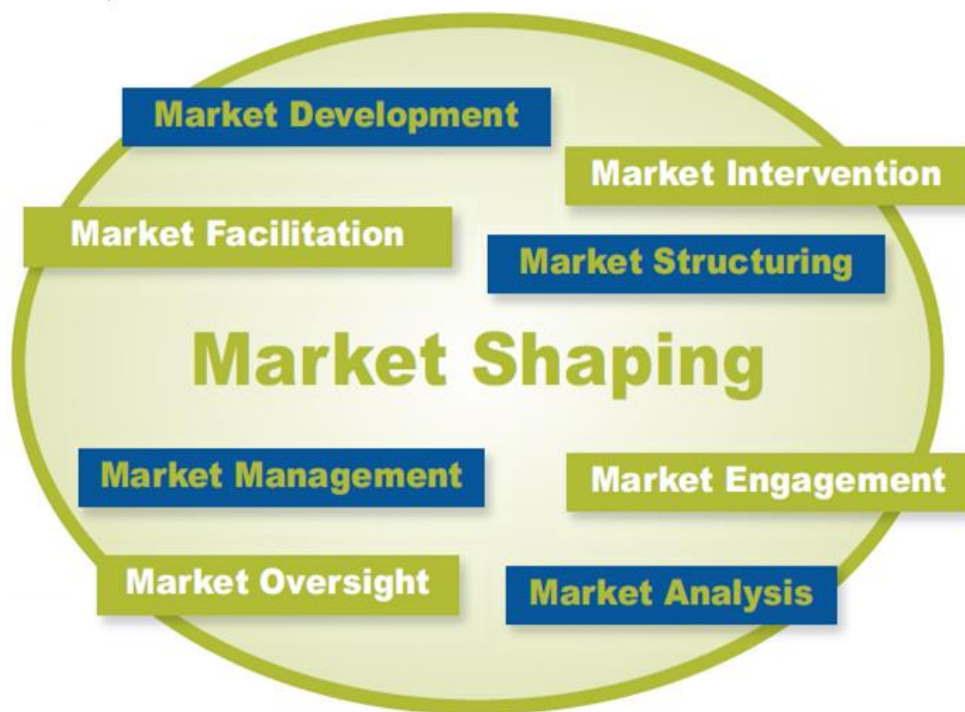 Market Development
Market Intervention
Market Facilitation
Market Structuring
Market Shaping
Market Management
Market Engagement
Market Oversight
Market Analysis